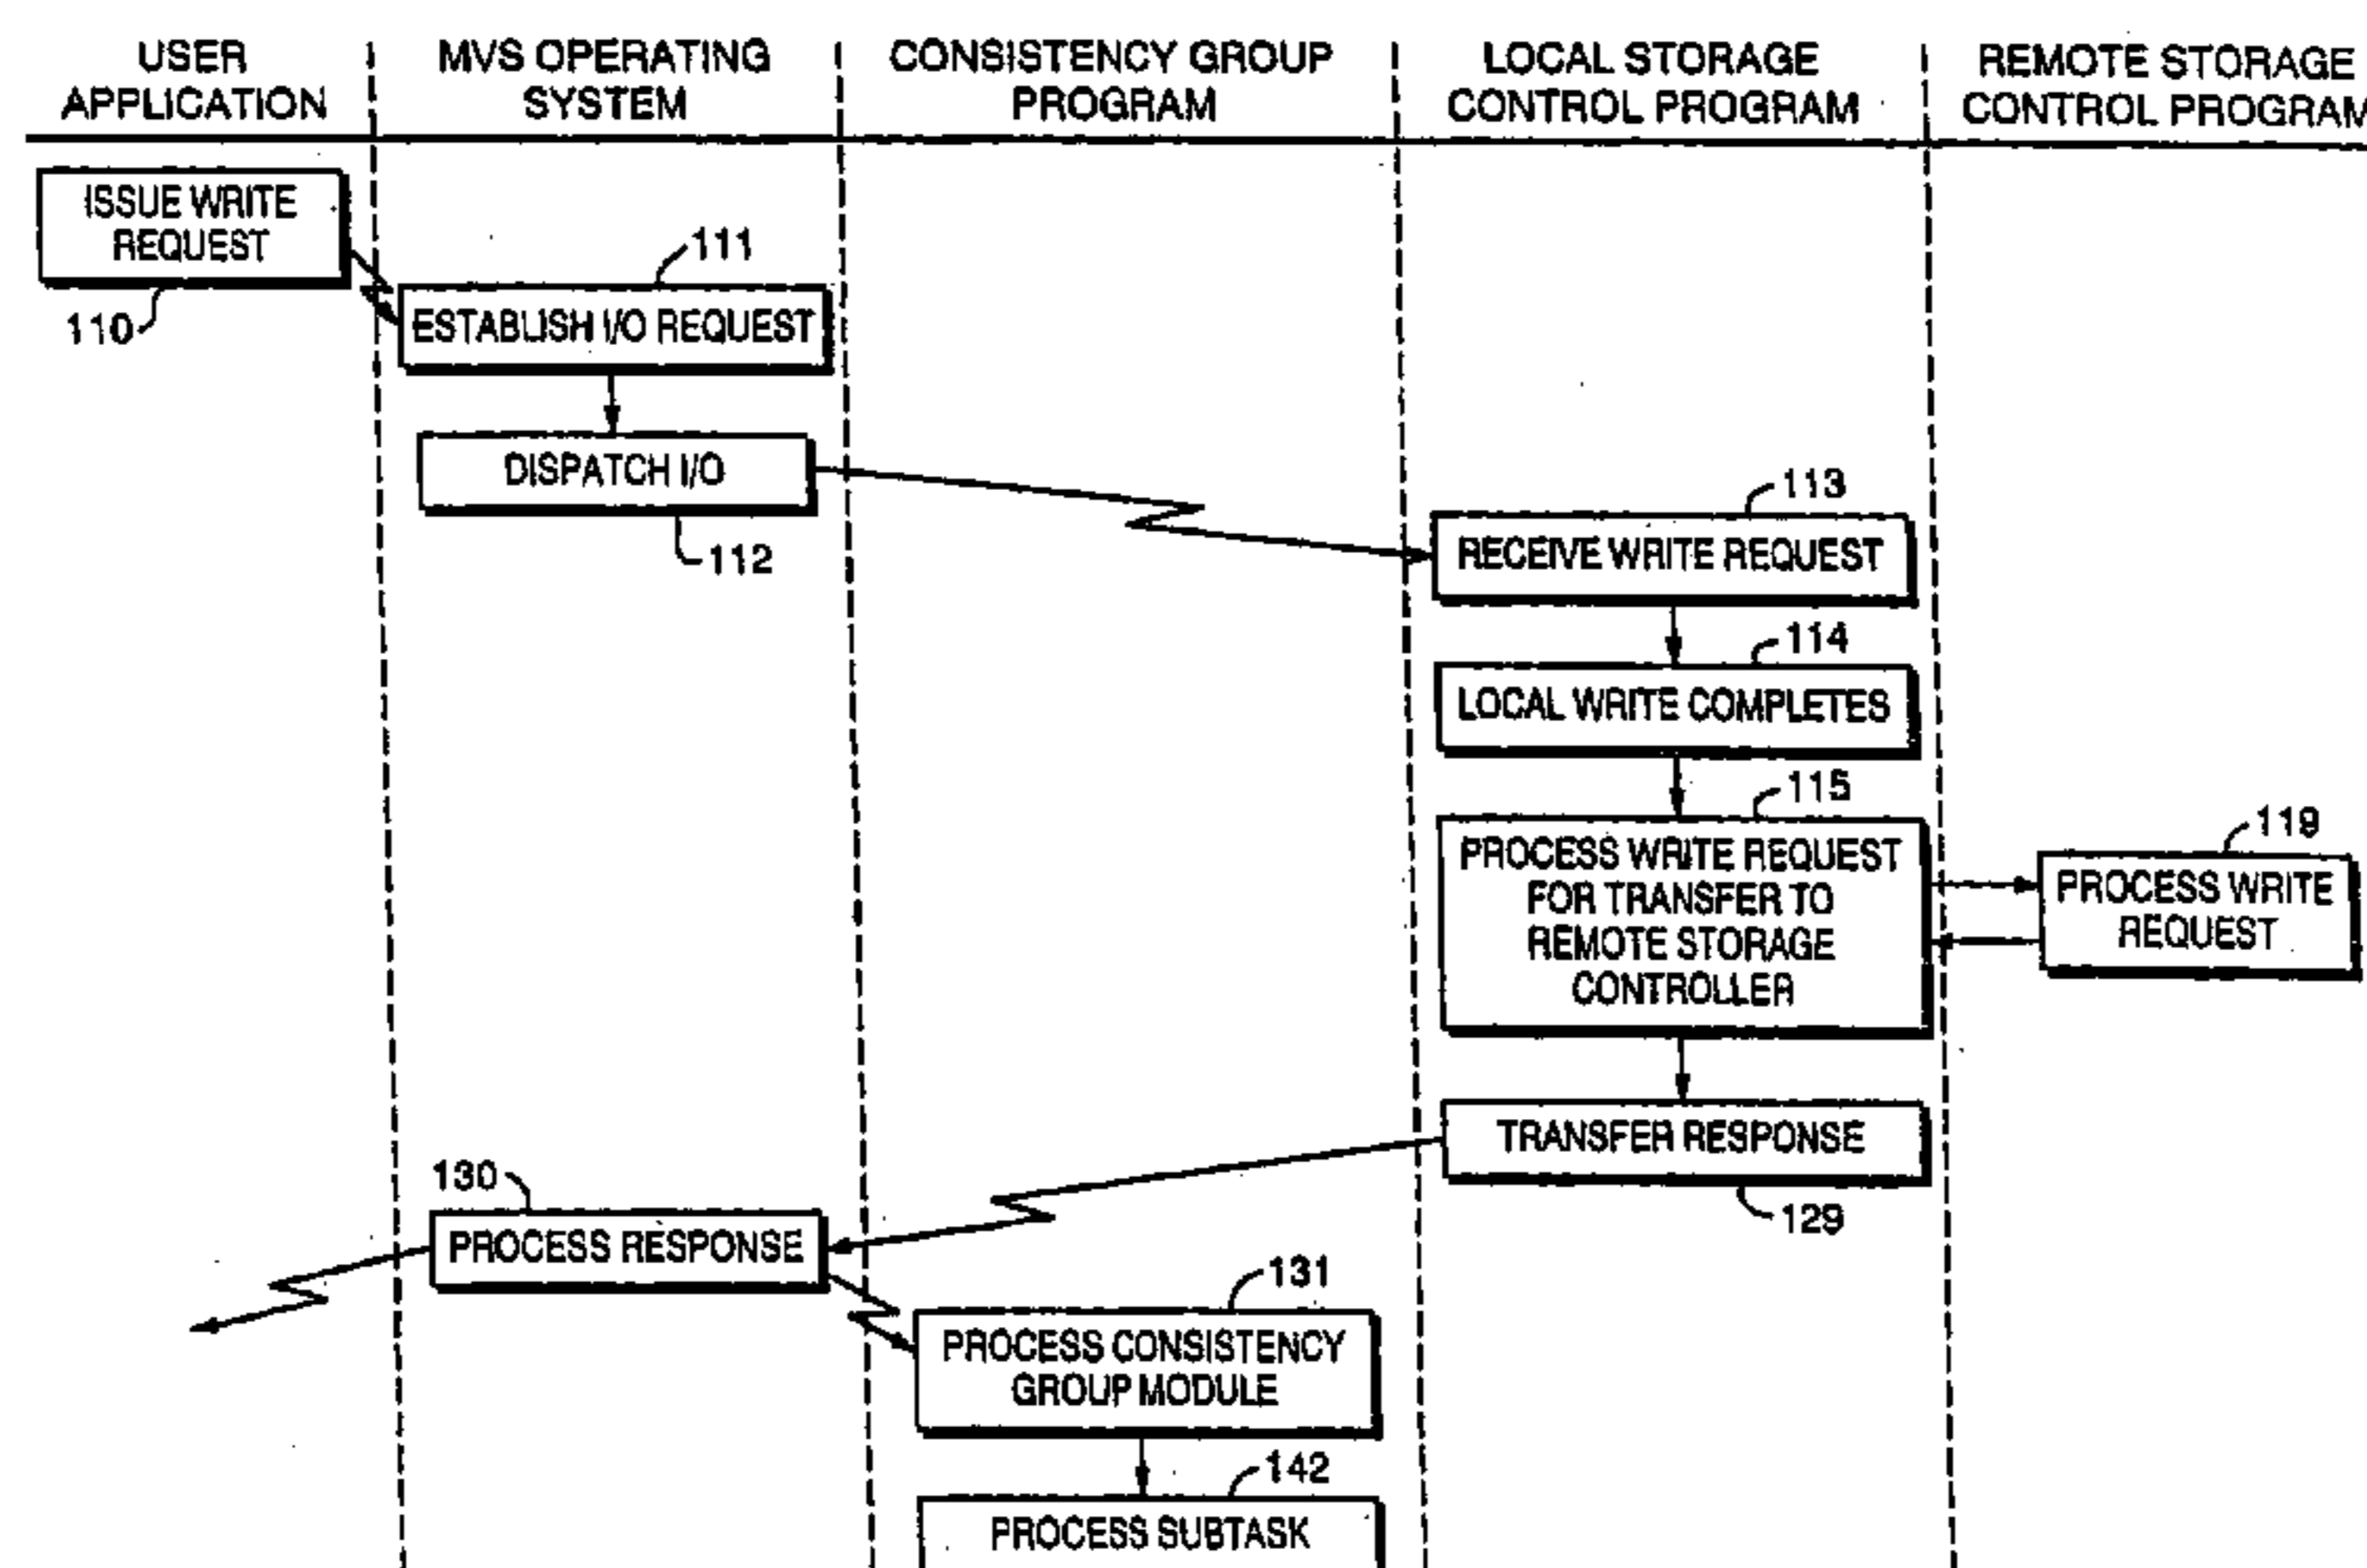 USER
APPLICATION
MVS OPERATING
SYSTEM
CONSISTENCY GROUP
PROGRAM
LOCAL STORAGE
CONTROL PROGRAM
REMOTE STORAGE
CONTROL PROGRAM
ISSUE WRITE
REQUEST
110
111
ESTABLISH I/O REQUEST
DISPATCH I/O
112
113
RECEIVE WRITE REQUEST
114
LOCAL WRITE COMPLETES
115
PROCESS WRITE REQUEST
FOR TRANSFER TO
REMOTE STORAGE
CONTROLLER
119
PROCESS WRITE
REQUEST
TRANSFER RESPONSE
129
130
PROCESS RESPONSE
131
PROCESS CONSISTENCY
GROUP MODULE
142
PROCESS SUBTASK